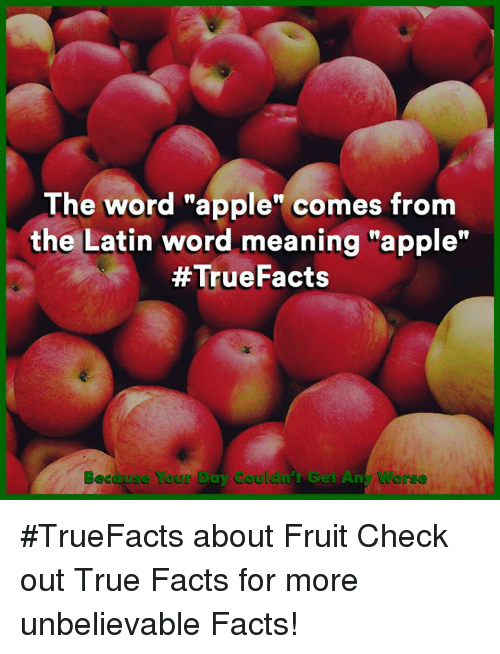 The word "apple" comes from
the Latin word meaning "apple"
#TrueFacts
Because Your Day Couldn't Get Any Worse
#TrueFacts about Fruit Check
out True Facts for more
unbelievable Facts!